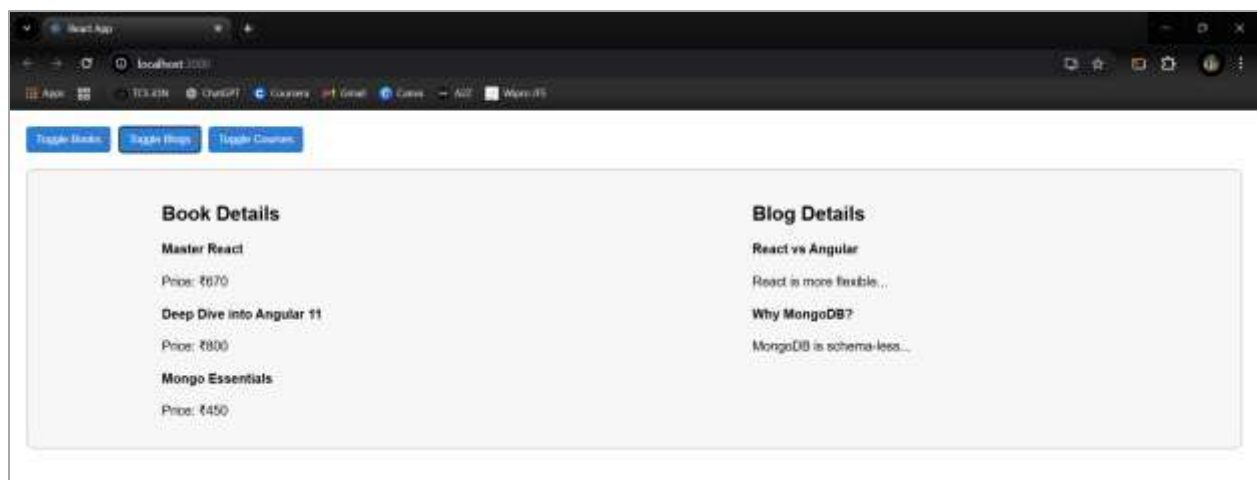 React App
localhost:3000
Apps ChatGPT Coursera Gmail Canva
Toggle Books Toggle Blogs Toggle Courses
Book Details
Master React
Price: ₹670
Deep Dive into Angular 11
Price: ₹800
Mongo Essentials
Price: ₹450
Blog Details
React vs Angular
React is more flexible...
Why MongoDB?
MongoDB is schema-less...